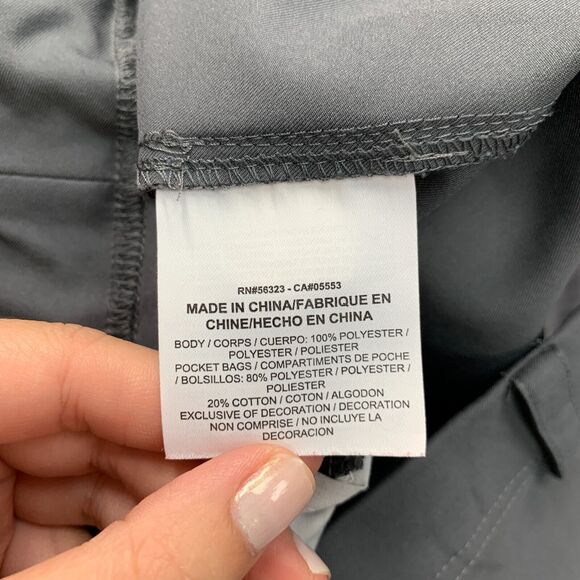 RN#56323 - CA#05553
MADE IN CHINA/FABRIQUE EN
CHINE/HECHO EN CHINA
BODY / CORPS / CUERPO: 100% POLYESTER /
POLYESTER / POLIESTER
POCKET BAGS / COMPARTIMENTS DE POCHE
/ BOLSILLOS: 80% POLYESTER / POLYESTER /
POLIESTER
20% COTTON / COTON / ALGODON
EXCLUSIVE OF DECORATION / DECORATION
NON COMPRISE / NO INCLUYE LA
DECORACION